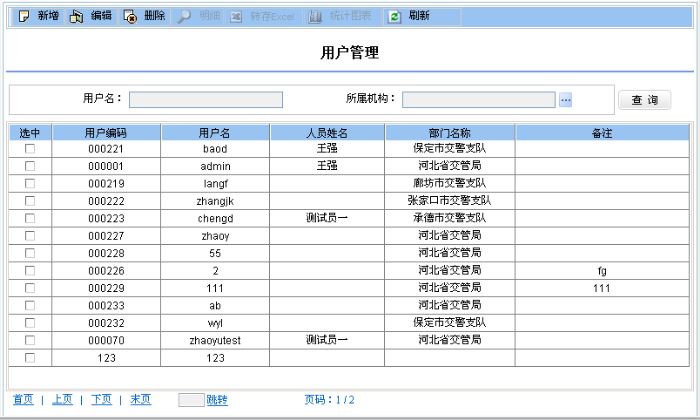 新增 编辑 删除 明细 转存Excel 统计图表 刷新
用户管理
用户名： 所属机构： ... 查 询
选中 用户编码 用户名 人员姓名 部门名称 备注
000221 baod 王强 保定市交警支队
000001 admin 王强 河北省交管局
000219 langf 廊坊市交警支队
000222 zhangjk 张家口市交警支队
000223 chengd 测试员一 承德市交警支队
000227 zhaoy 河北省交管局
000228 55 河北省交管局
000226 2 河北省交管局 fg
000229 111 河北省交管局 111
000233 ab 河北省交管局
000232 wyl 保定市交警支队
000070 zhaoyutest 测试员一 河北省交管局
123 123
首页 | 上页 | 下页 | 末页 跳转 页码：1 / 2